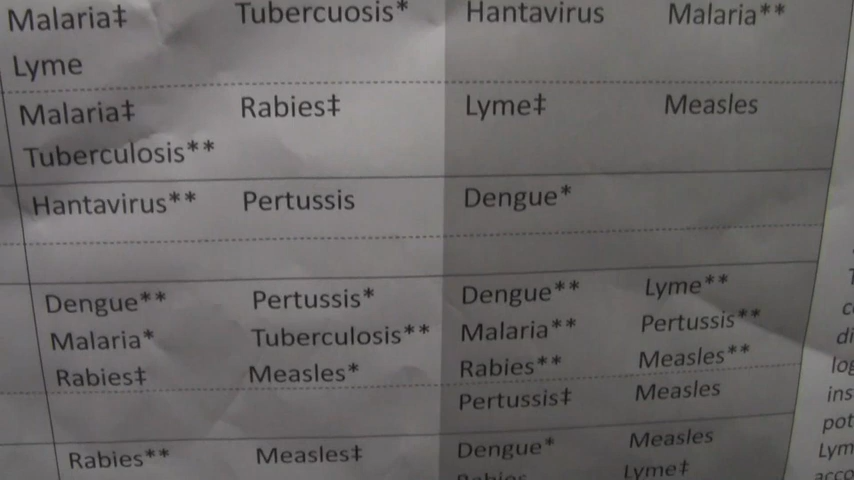 Malaria‡ Tubercuosis* Hantavirus Malaria**
Lyme
Malaria‡ Rabies‡ Lyme‡ Measles
Tuberculosis**
Hantavirus** Pertussis Dengue*
Dengue** Pertussis* Dengue** Lyme**
Malaria* Tuberculosis** Malaria** Pertussis**
Rabies‡ Measles* Rabies** Measles**
Pertussis‡ Measles
Rabies** Measles‡ Dengue* Measles
Rabies Lyme‡